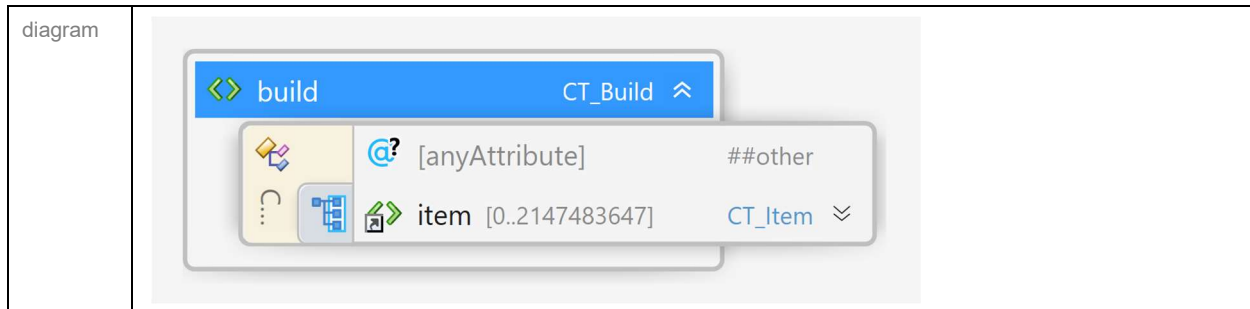 diagram
build CT_Build
[anyAttribute] ##other
item [0..2147483647] CT_Item